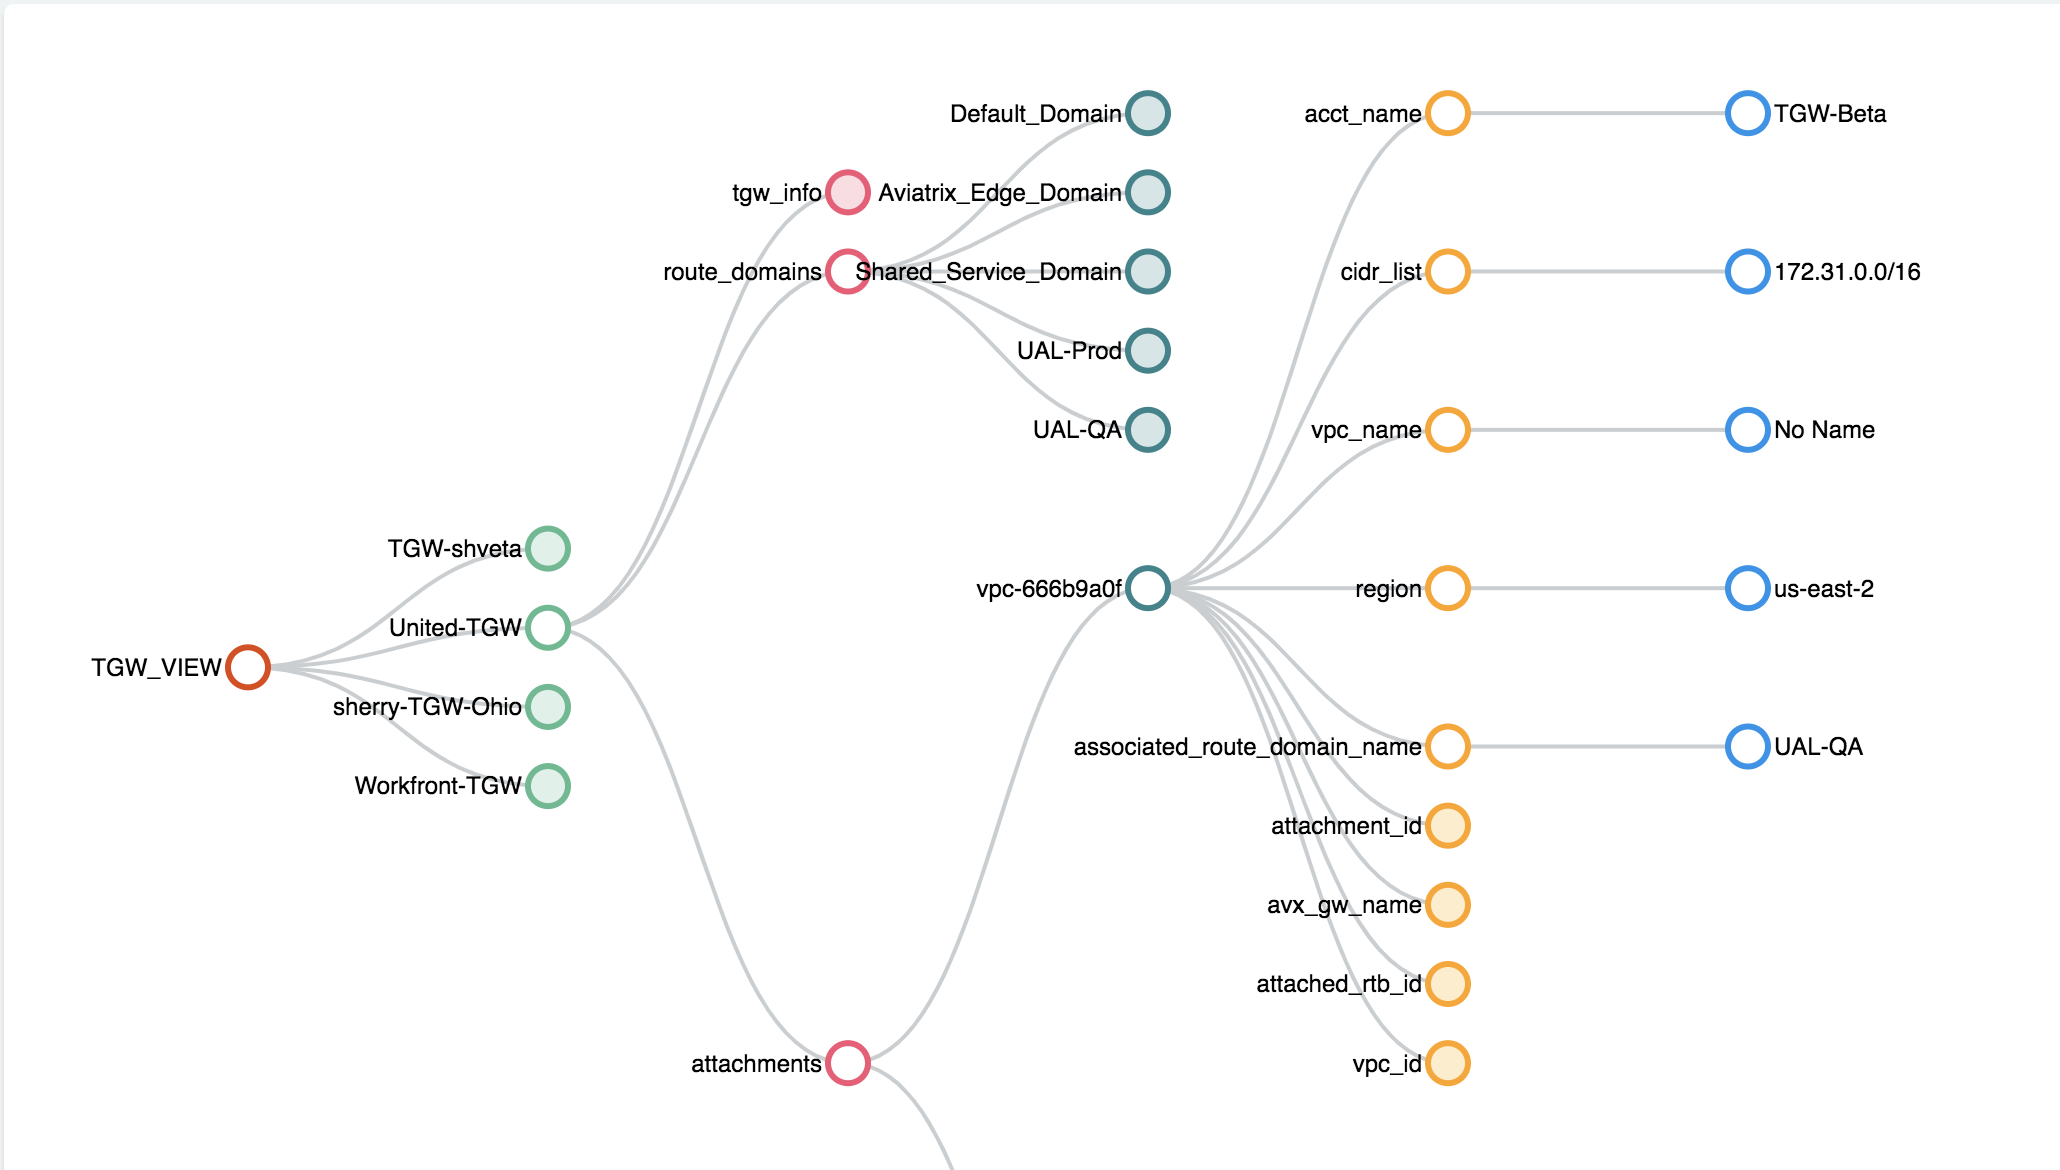 Default_Domain
acct_name
TGW-Beta
tgw_info
Aviatrix_Edge_Domain
route_domains
Shared_Service_Domain
cidr_list
172.31.0.0/16
UAL-Prod
UAL-QA
vpc_name
No Name
TGW-shveta
vpc-666b9a0f
region
us-east-2
United-TGW
TGW_VIEW
sherry-TGW-Ohio
associated_route_domain_name
UAL-QA
Workfront-TGW
attachment_id
avx_gw_name
attached_rtb_id
attachments
vpc_id